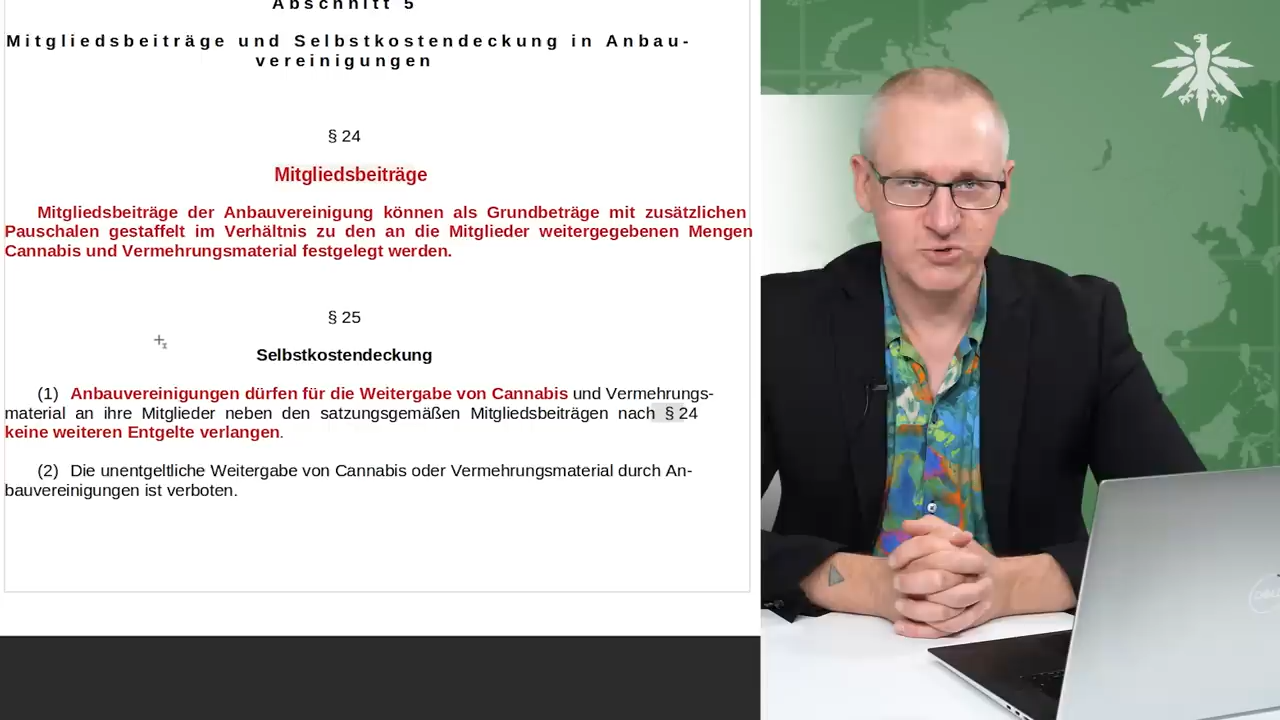 Abschnitt 5
Mitgliedsbeiträge und Selbstkostendeckung in Anbau-
vereinigungen
§ 24
Mitgliedsbeiträge
Mitgliedsbeiträge der Anbauvereinigung können als Grundbeträge mit zusätzlichen
Pauschalen gestaffelt im Verhältnis zu den an die Mitglieder weitergegebenen Mengen
Cannabis und Vermehrungsmaterial festgelegt werden.
§ 25
Selbstkostendeckung
(1) Anbauvereinigungen dürfen für die Weitergabe von Cannabis und Vermehrungs-
material an ihre Mitglieder neben den satzungsgemäßen Mitgliedsbeiträgen nach § 24
keine weiteren Entgelte verlangen.
(2) Die unentgeltliche Weitergabe von Cannabis oder Vermehrungsmaterial durch An-
bauvereinigungen ist verboten.
DELL